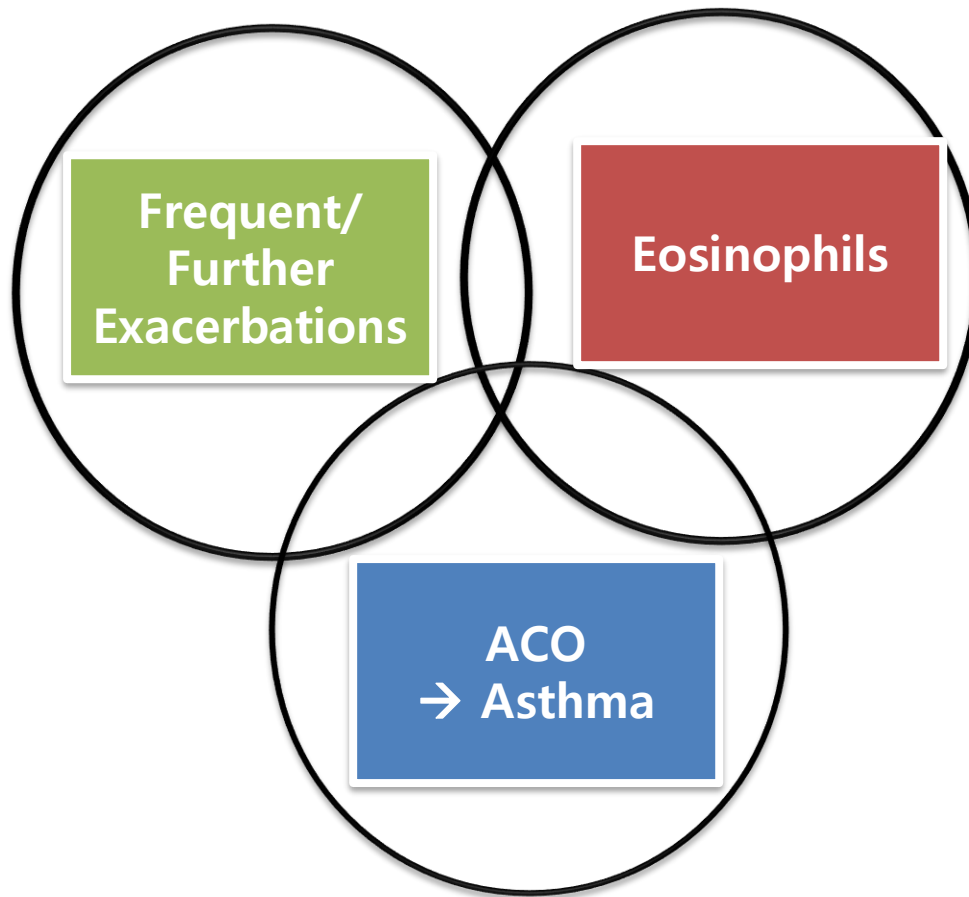 Frequent/
Further
Exacerbations
Eosinophils
ACO
→ Asthma